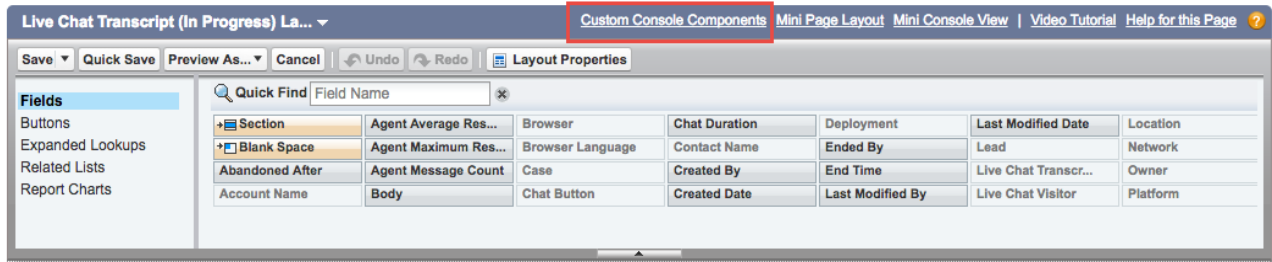 Live Chat Transcript (In Progress) La... Custom Console Components Mini Page Layout Mini Console View | Video Tutorial Help for this Page
Save Quick Save Preview As... Cancel Undo Redo Layout Properties
Fields
Buttons
Expanded Lookups
Related Lists
Report Charts
Quick Find Field Name
Section Agent Average Res... Browser Chat Duration Deployment Last Modified Date Location
Blank Space Agent Maximum Res... Browser Language Contact Name Ended By Lead Network
Abandoned After Agent Message Count Case Created By End Time Live Chat Transcr... Owner
Account Name Body Chat Button Created Date Last Modified By Live Chat Visitor Platform